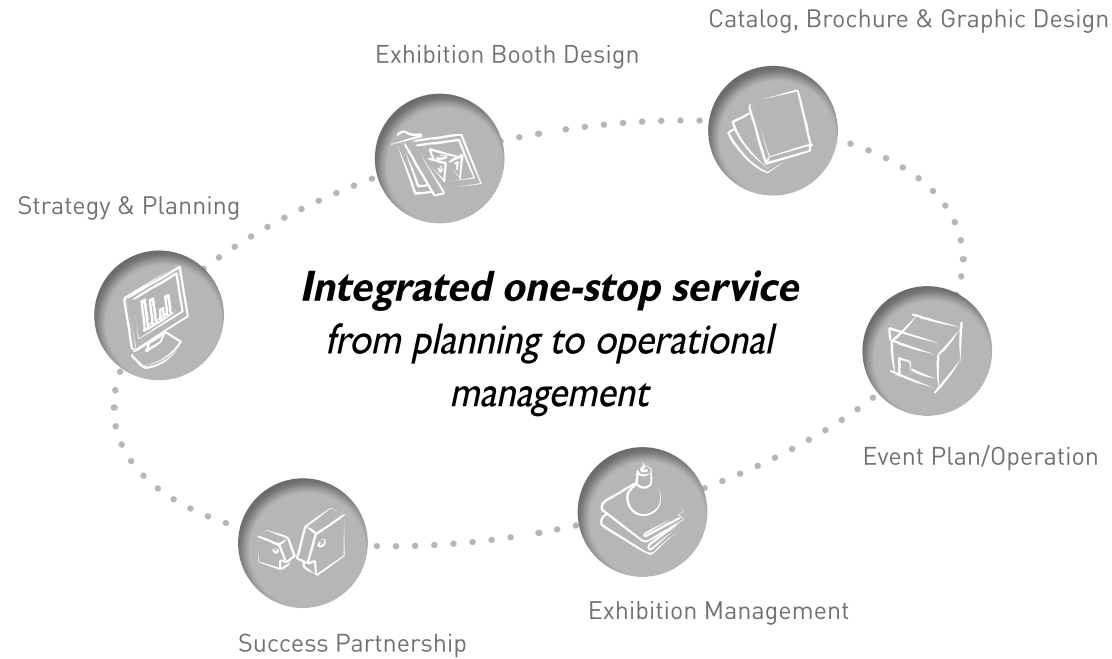 Catalog, Brochure & Graphic Design
Exhibition Booth Design
Strategy & Planning
Integrated one-stop service
from planning to operational
management
Event Plan/Operation
Exhibition Management
Success Partnership